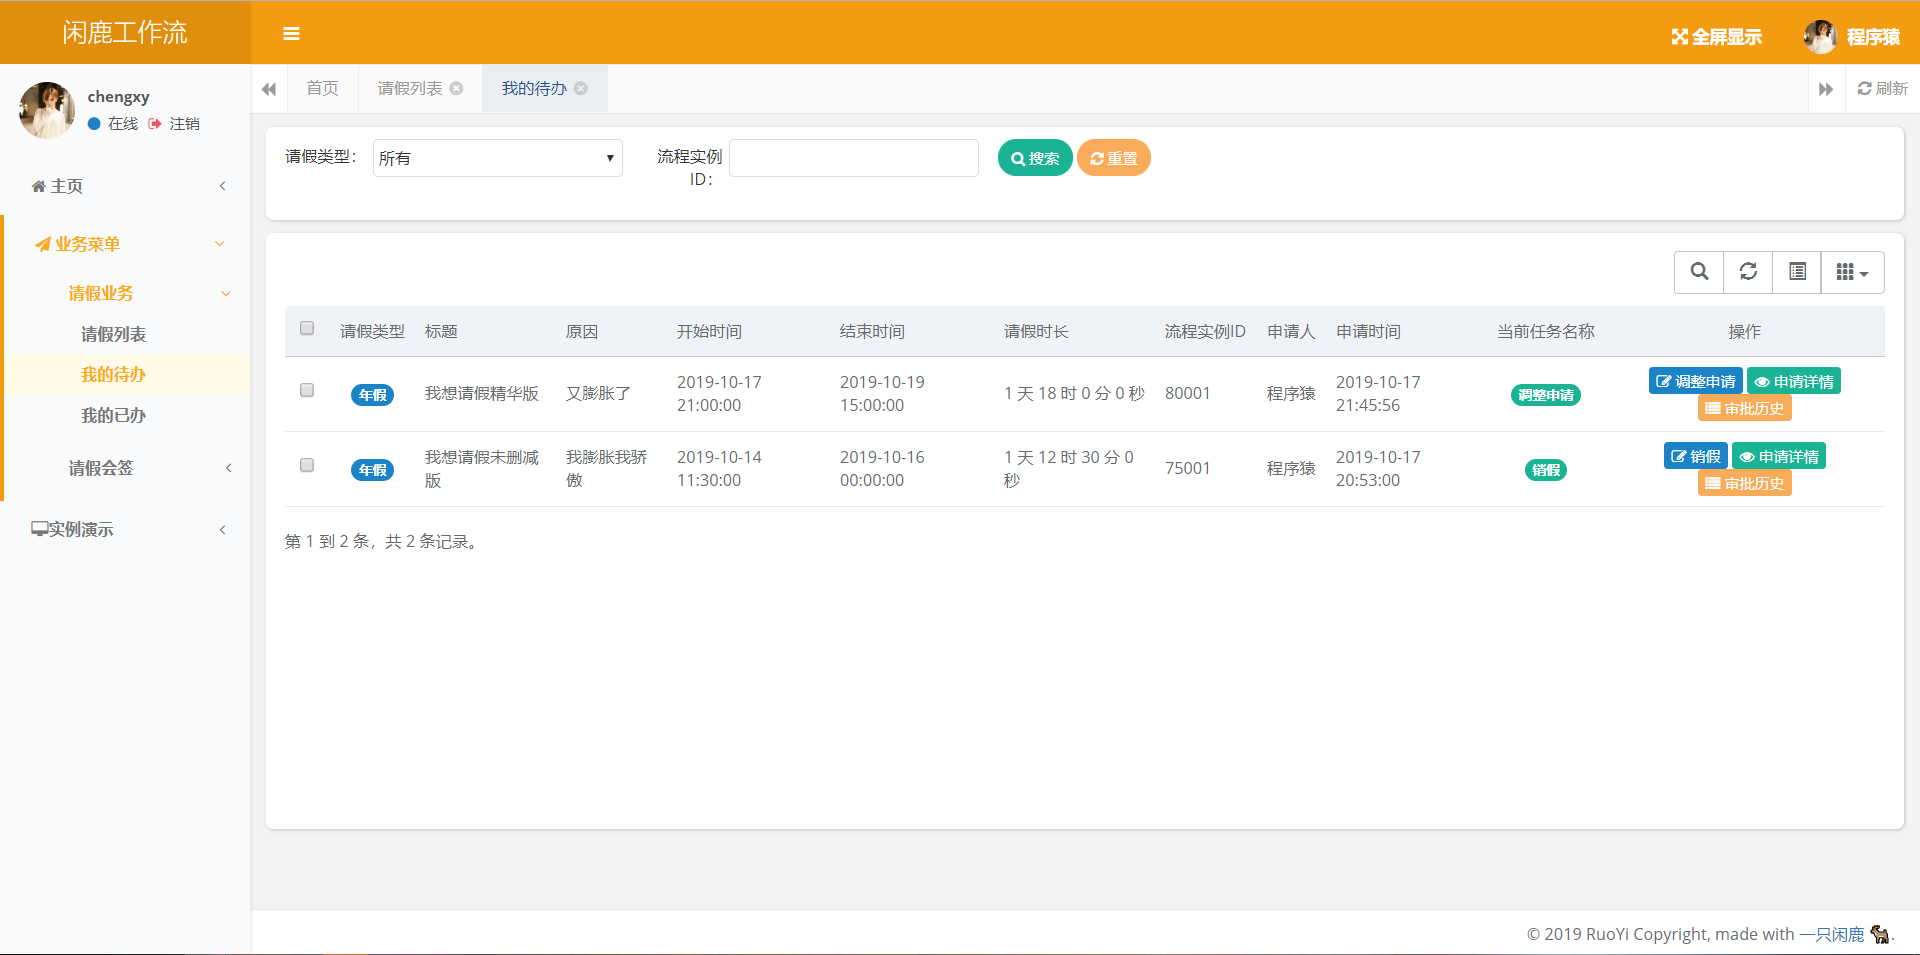 闲鹿工作流
全屏显示
程序猿
chengxy
在线 注销
首页 请假列表 我的待办 刷新
主页
业务菜单
请假业务
请假列表
我的待办
我的已办
请假会签
实例演示
请假类型： 所有 流程实例ID： 搜索 重置
请假类型 标题 原因 开始时间 结束时间 请假时长 流程实例ID 申请人 申请时间 当前任务名称 操作
年假 我想请假精华版 又膨胀了 2019-10-17 21:00:00 2019-10-19 15:00:00 1 天 18 时 0 分 0 秒 80001 程序猿 2019-10-17 21:45:56 调整申请 调整申请 申请详情 审批历史
年假 我想请假未删减版 我膨胀我骄傲 2019-10-14 11:30:00 2019-10-16 00:00:00 1 天 12 时 30 分 0 秒 75001 程序猿 2019-10-17 20:53:00 销假 销假 申请详情 审批历史
第 1 到 2 条，共 2 条记录。
© 2019 RuoYi Copyright, made with 一只闲鹿 .